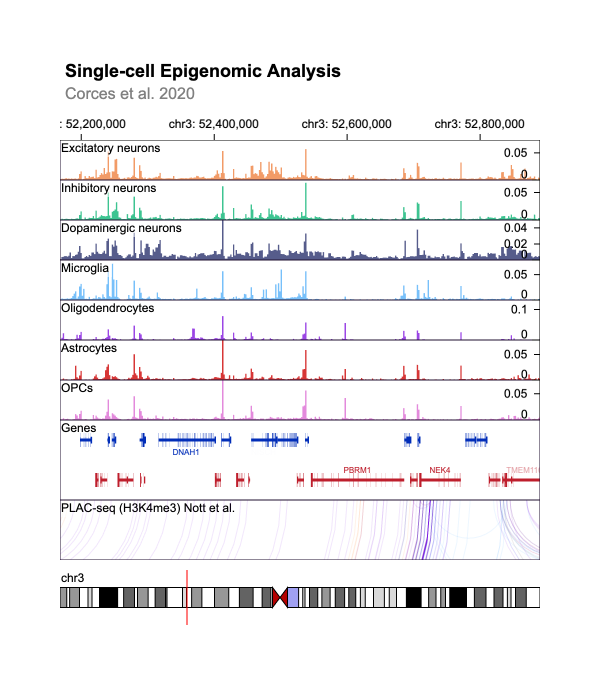 Single-cell Epigenomic Analysis
Corces et al. 2020
: 52,200,000 chr3: 52,400,000 chr3: 52,600,000 chr3: 52,800,000
Excitatory neurons 0.05
0
Inhibitory neurons 0.05
0
Dopaminergic neurons 0.04
0.02
0
Microglia 0.05
0
Oligodendrocytes 0.1
0
Astrocytes 0.05
0
OPCs 0.05
0
Genes
DNAH1
PBRM1 NEK4 TMEM110
PLAC-seq (H3K4me3) Nott et al.
chr3